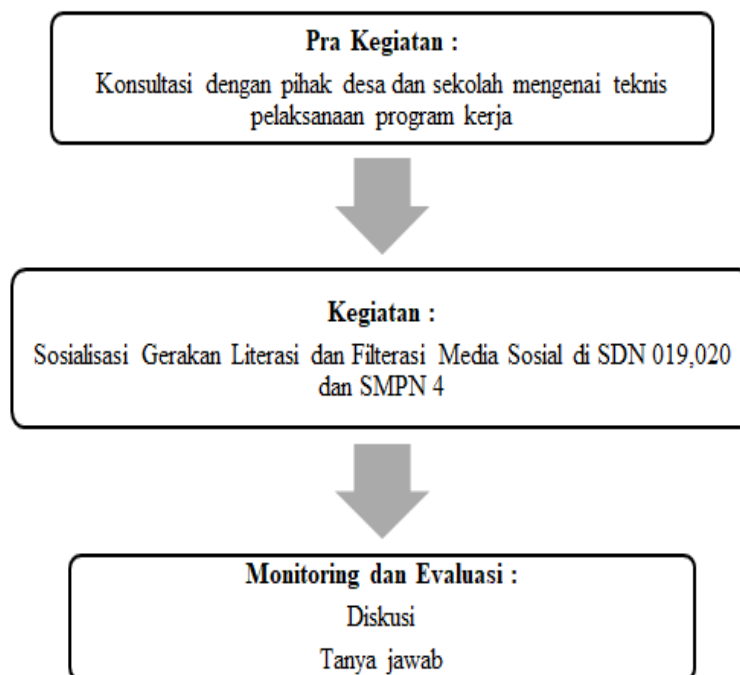 Pra Kegiatan :
Konsultasi dengan pihak desa dan sekolah mengenai teknis
pelaksanaan program kerja
Kegiatan :
Sosialisasi Gerakan Literasi dan Filterasi Media Sosial di SDN 019,020
dan SMPN 4
Monitoring dan Evaluasi :
Diskusi
Tanya jawab